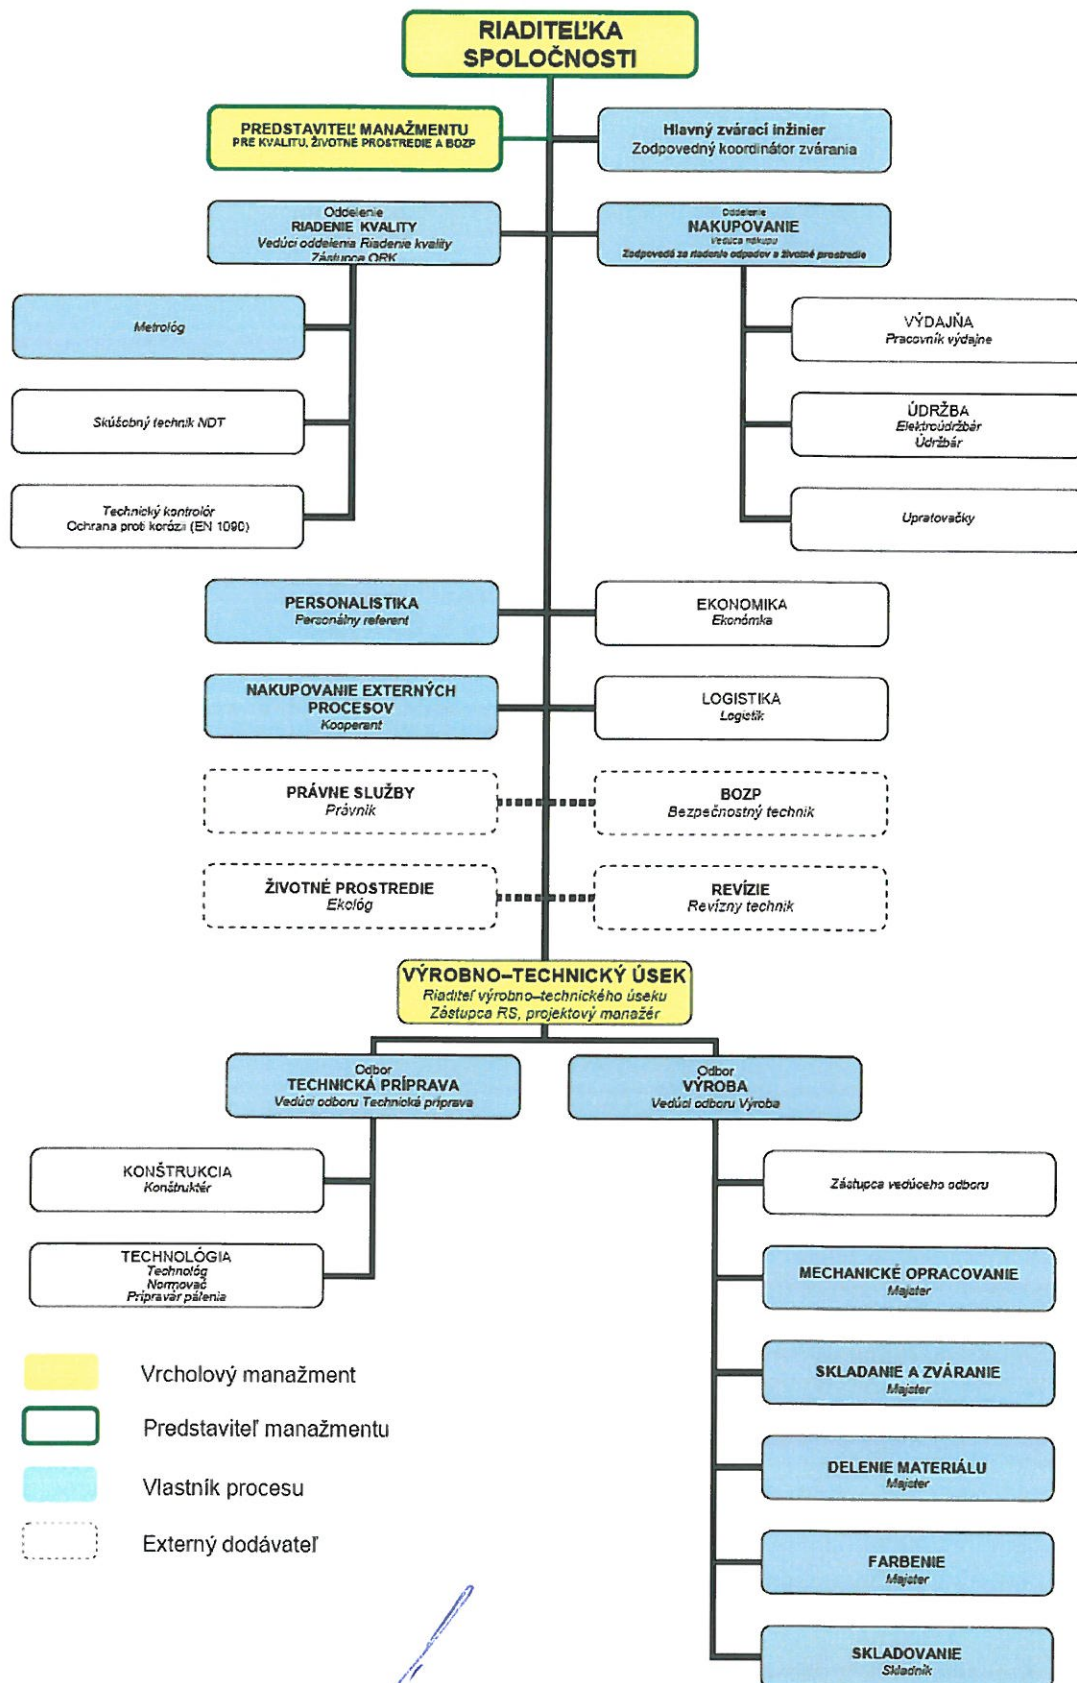 RIADITEĽKA
SPOLOČNOSTI
PREDSTAVITEĽ MANAŽMENTU
PRE KVALITU, ŽIVOTNÉ PROSTREDIE A BOZP
Hlavný zvárací inžinier
Zodpovedný koordinátor zvárania
Oddelenie
RIADENIE KVALITY
Vedúci oddelenia Riadenie kvality
Zástupca ORK
Oddelenie
NAKUPOVANIE
Vedúca nákupu
Zodpovedá za riadenie odpadov a životné prostredie
Metrológ
VÝDAJŇA
Pracovník výdajne
Skúšobný technik NDT
ÚDRŽBA
Elektroúdržbár
Údržbár
Technický kontrolór
Ochrana proti korózii (EN 1090)
Upratovačky
PERSONALISTIKA
Personálny referent
EKONOMIKA
Ekonómka
NAKUPOVANIE EXTERNÝCH
PROCESOV
Kooperant
LOGISTIKA
Logistik
PRÁVNE SLUŽBY
Právnik
BOZP
Bezpečnostný technik
ŽIVOTNÉ PROSTREDIE
Ekológ
REVÍZIE
Revízny technik
VÝROBNO–TECHNICKÝ ÚSEK
Riaditeľ výrobno–technického úseku
Zástupca RS, projektový manažér
Odbor
TECHNICKÁ PRÍPRAVA
Vedúci odboru Technická príprava
Odbor
VÝROBA
Vedúci odboru Výroba
KONŠTRUKCIA
Konštruktér
Zástupca vedúceho odboru
TECHNOLÓGIA
Technológ
Normovač
Prípravár pálenia
MECHANICKÉ OPRACOVANIE
Majster
SKLADANIE A ZVÁRANIE
Majster
DELENIE MATERIÁLU
Majster
FARBENIE
Majster
SKLADOVANIE
Skladník
Vrcholový manažment
Predstaviteľ manažmentu
Vlastník procesu
Externý dodávateľ